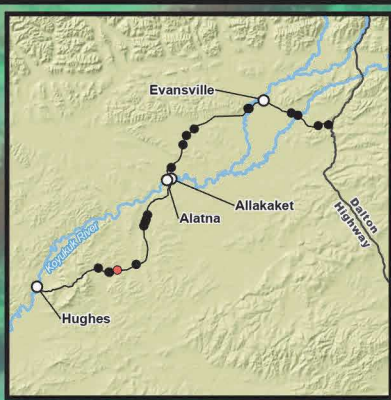 Evansville
Allakaket
Alatna
Dalton
Highway
Koyukuk River
Hughes